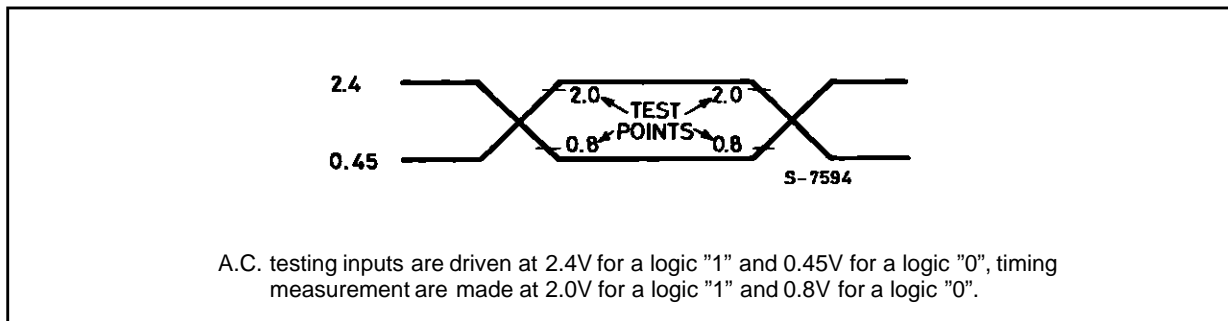 2.4
2.0 TEST 2.0
POINTS
0.8 0.8
0.45
S-7594
A.C. testing inputs are driven at 2.4V for a logic ”1” and 0.45V for a logic ”0”, timing
measurement are made at 2.0V for a logic ”1” and 0.8V for a logic ”0”.